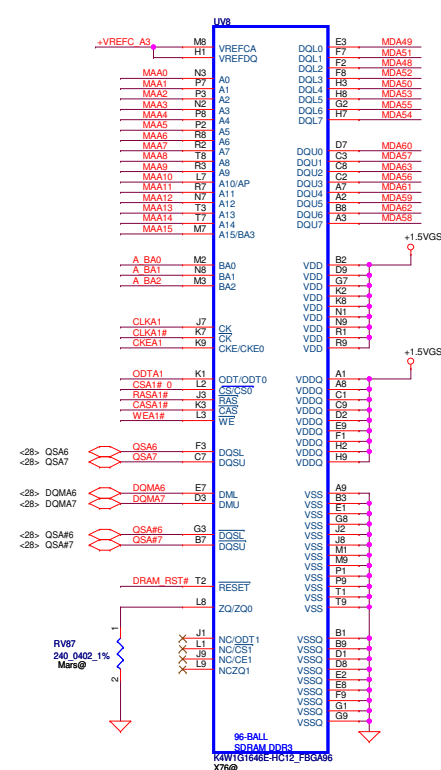 UV8
+VREFC_A3 M8 VREFCA DQL0 E3 MDA49
H1 VREFDQ DQL1 F7 MDA51
DQL2 F2 MDA48
MAA0 N3 A0 DQL3 F8 MDA52
MAA1 P7 A1 DQL4 H3 MDA50
MAA2 P3 A2 DQL5 H8 MDA53
MAA3 N2 A3 DQL6 G2 MDA55
MAA4 P8 A4 DQL7 H7 MDA54
MAA5 P2 A5
MAA6 R8 A6
MAA7 R2 A7 DQU0 D7 MDA60
MAA8 T8 A8 DQU1 C3 MDA57
MAA9 R3 A9 DQU2 C8 MDA63
MAA10 L7 A10/AP DQU3 C2 MDA56
MAA11 R7 A11 DQU4 A7 MDA61
MAA12 N7 A12 DQU5 A2 MDA59
MAA13 T3 A13 DQU6 B8 MDA62
MAA14 T7 A14 DQU7 A3 MDA58
MAA15 M7 A15/BA3
+1.5VGS
A_BA0 M2 BA0 VDD B2
A_BA1 N8 BA1 VDD D9
A_BA2 M3 BA2 VDD G7
VDD K2
VDD K8
VDD N1
CLKA1 J7 CK VDD N9
CLKA1# K7 CK VDD R1
CKEA1 K9 CKE/CKE0 VDD R9
+1.5VGS
ODTA1 K1 ODT/ODT0 VDDQ A1
CSA1#_0 L2 CS/CS0 VDDQ A8
RASA1# J3 RAS VDDQ C1
CASA1# K3 CAS VDDQ C9
WEA1# L3 WE VDDQ D2
VDDQ E9
VDDQ F1
<28> QSA6 QSA6 F3 DQSL VDDQ H2
<28> QSA7 QSA7 C7 DQSU VDDQ H9
<28> DQMA6 DQMA6 E7 DML VSS A9
<28> DQMA7 DQMA7 D3 DMU VSS B3
VSS E1
VSS G8
<28> QSA#6 QSA#6 G3 DQSL VSS J2
<28> QSA#7 QSA#7 B7 DQSU VSS J8
VSS M1
VSS M9
VSS P1
DRAM_RST# T2 RESET VSS P9
VSS T1
L8 ZQ/ZQ0 VSS T9
1
RV87
240_0402_1%
Mars@
2
J1 NC/ODT1 VSSQ B1
L1 NC/CS1 VSSQ B9
J9 NC/CE1 VSSQ D1
L9 NCZQ1 VSSQ D8
VSSQ E2
VSSQ E8
VSSQ F9
VSSQ G1
VSSQ G9
96-BALL
SDRAM DDR3
K4W1G1646E-HC12_FBGA96
X76@